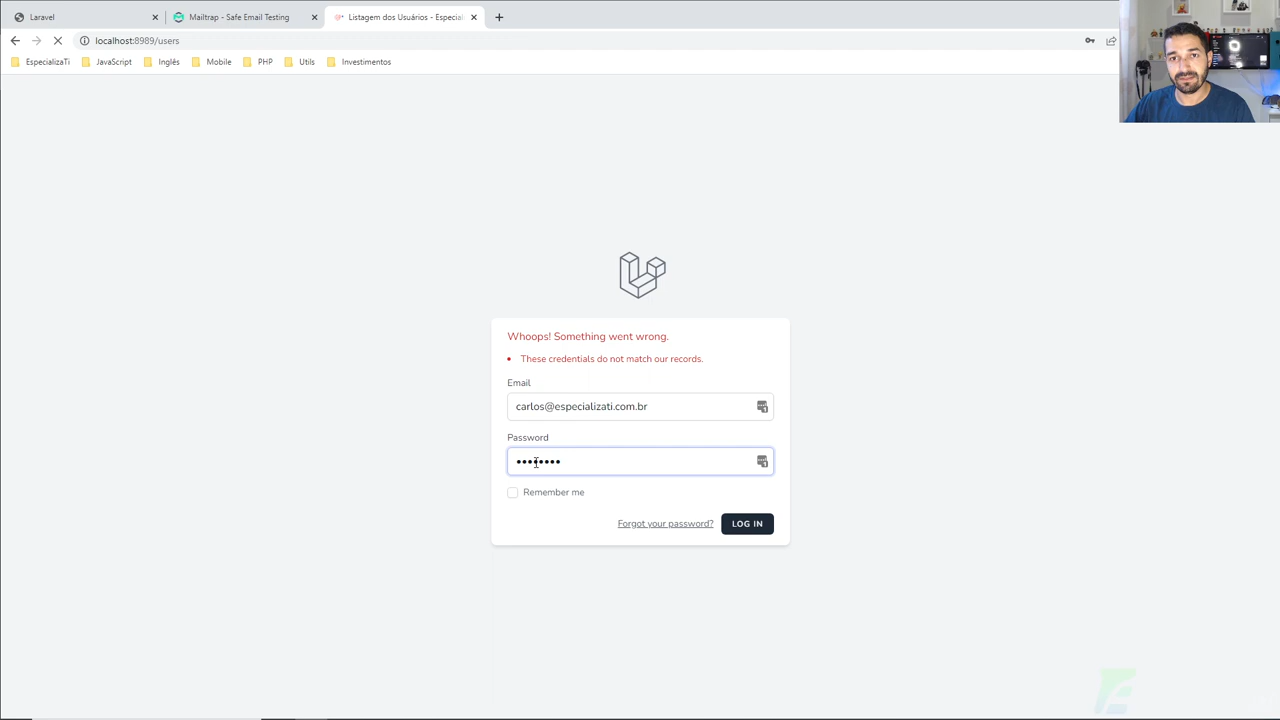 Laravel
Mailtrap - Safe Email Testing
Listagem dos Usuários - Especiali
localhost:8989/users
EspecializaTi
JavaScript
Inglês
Mobile
PHP
Utils
Investimentos
Whoops! Something went wrong.
These credentials do not match our records.
Email
carlos@especializati.com.br
Password
Remember me
Forgot your password?
LOG IN